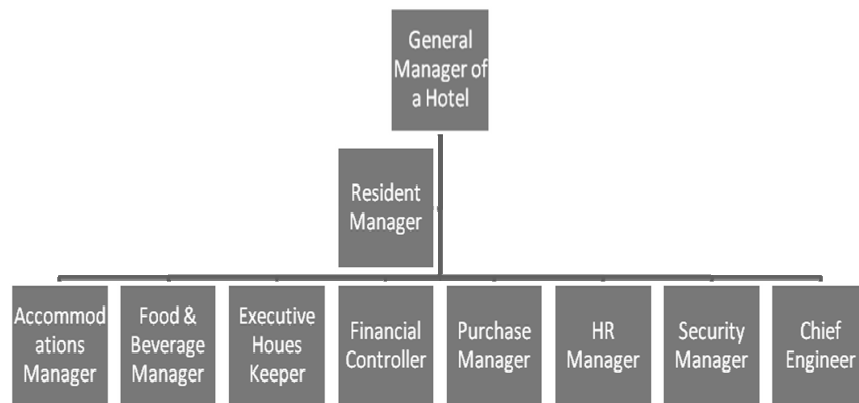 General
Manager of
a Hotel
Resident
Manager
Accommod
ations
Manager
Food &
Beverage
Manager
Executive
Houes
Keeper
Financial
Controller
Purchase
Manager
HR
Manager
Security
Manager
Chief
Engineer